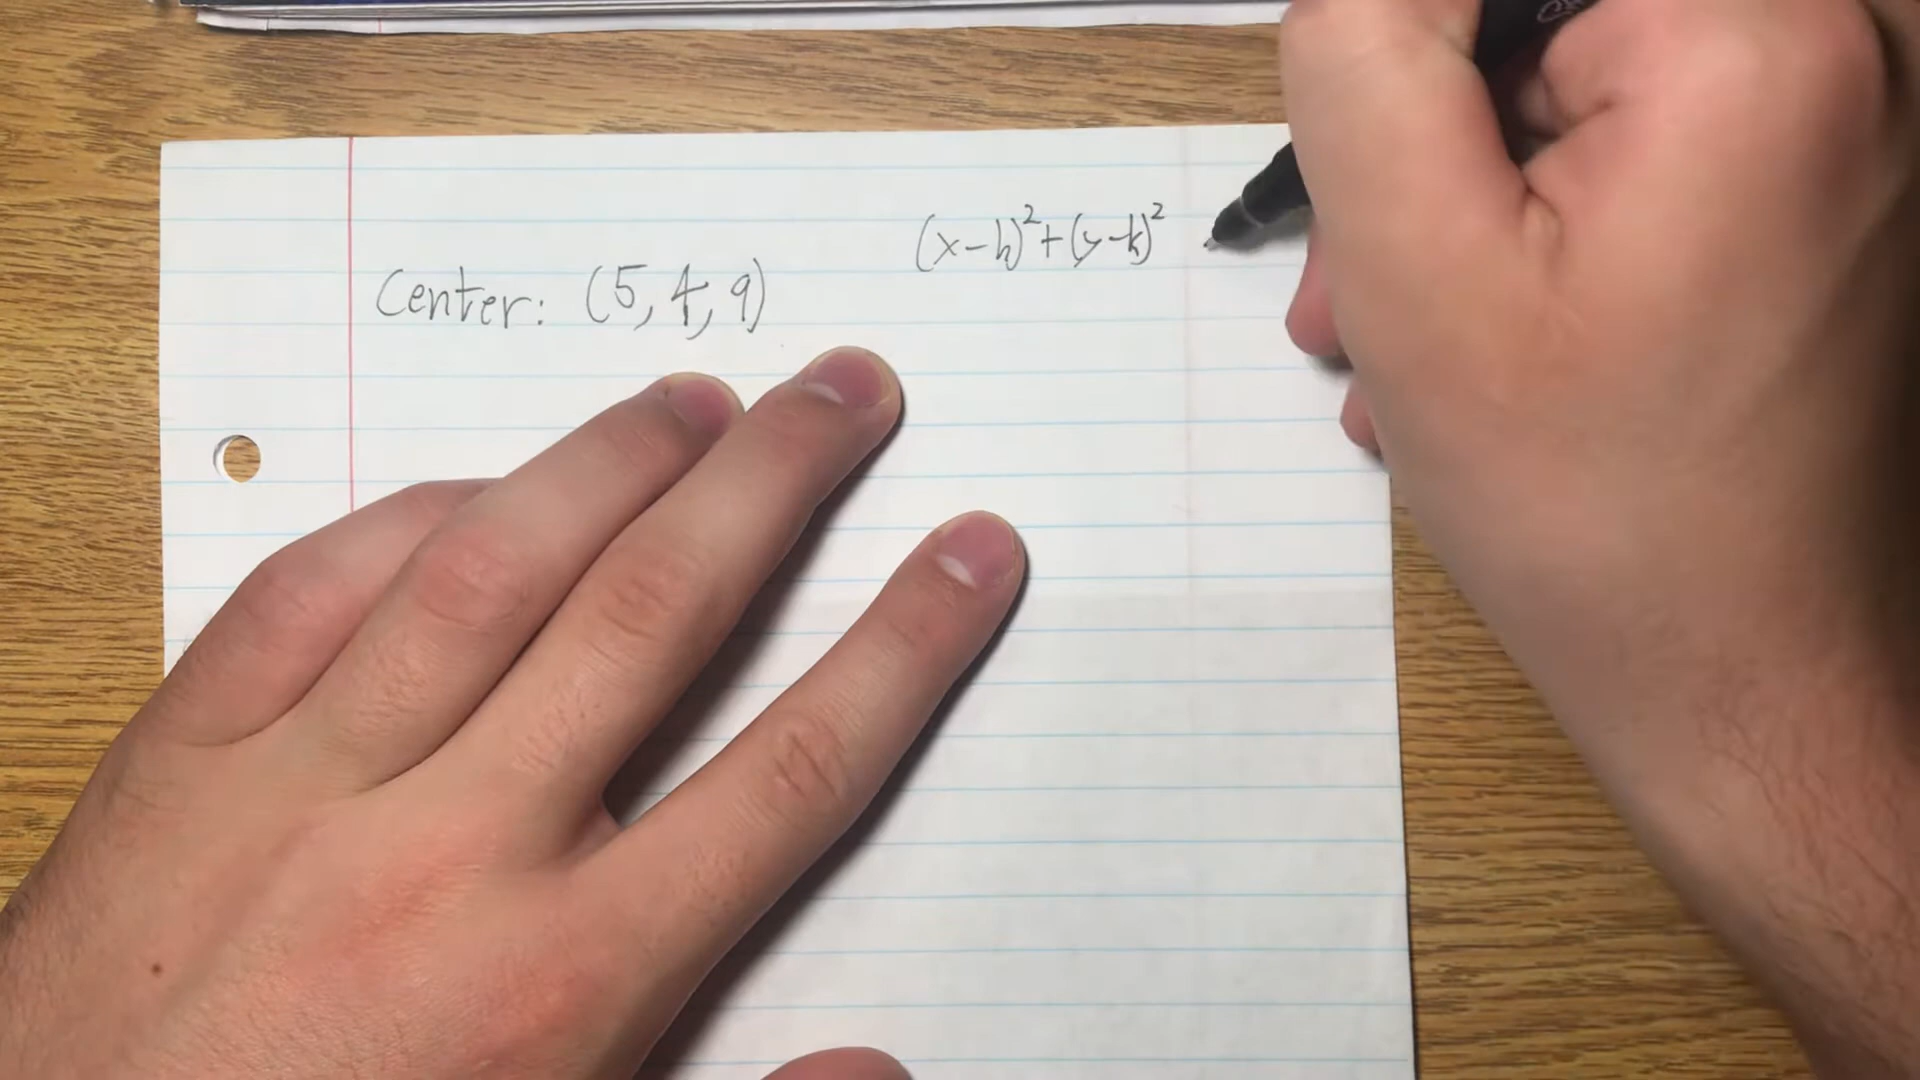 (x-h)²+(y-k)²
Center: (5, 4, 9)